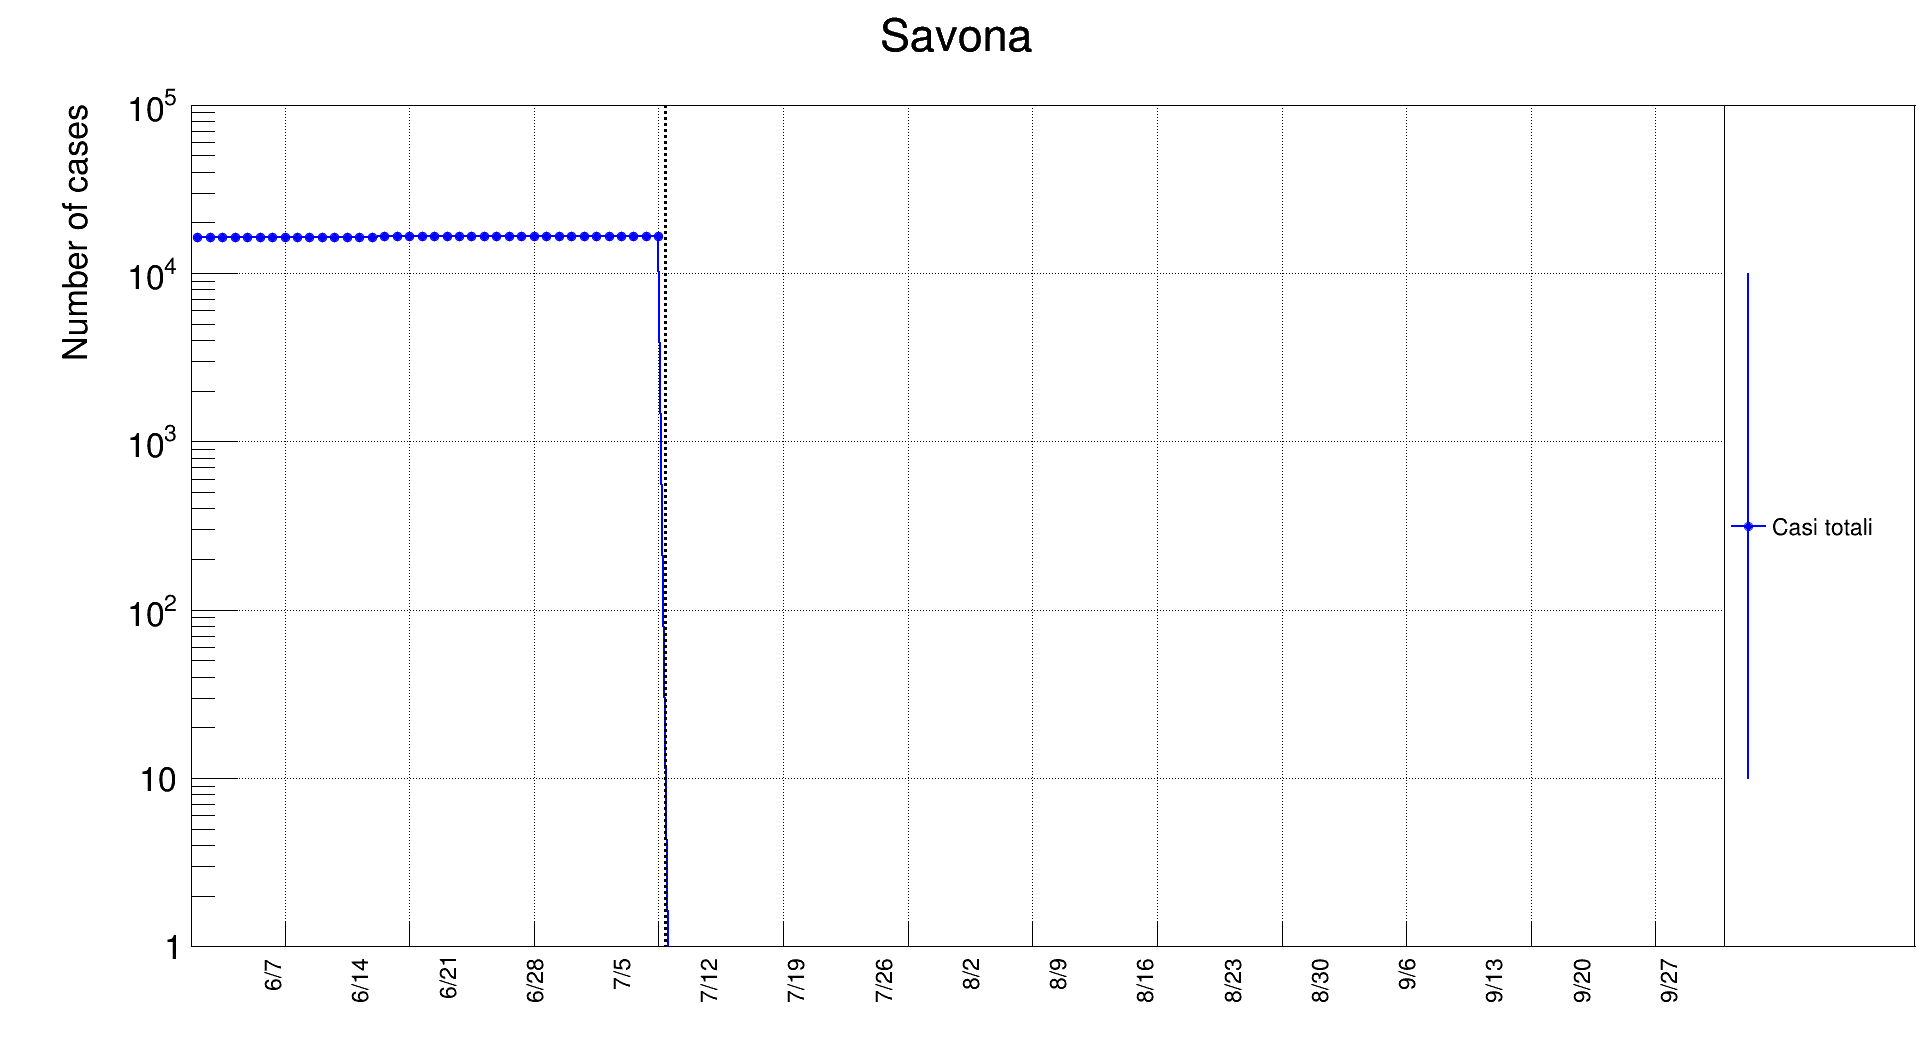 Savona
Number of cases
10^5
10^4
10^3
10^2
10
1
6/7 6/14 6/21 6/28 7/5 7/12 7/19 7/26 8/2 8/9 8/16 8/23 8/30 9/6 9/13 9/20 9/27
Casi totali